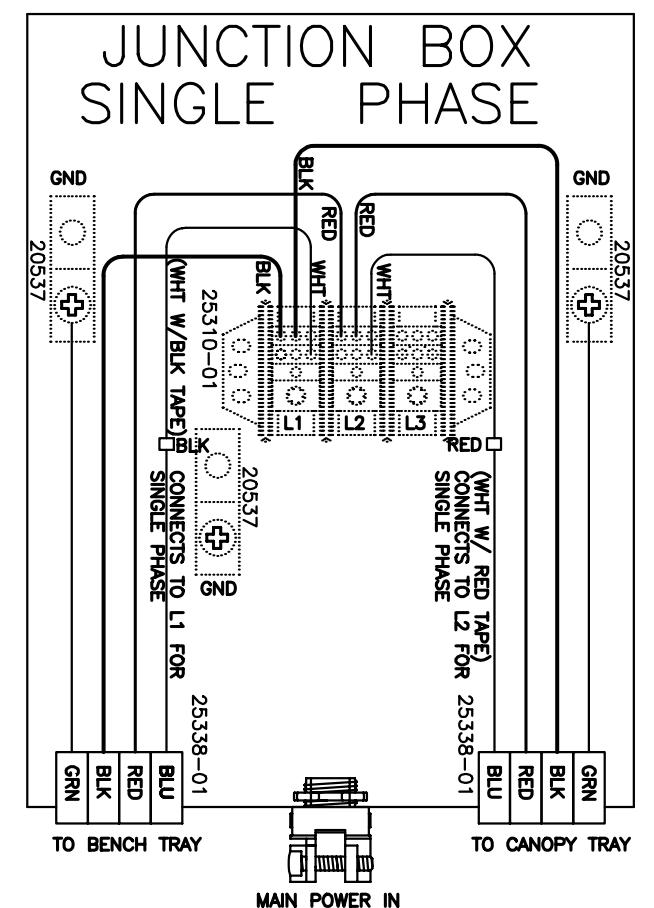 JUNCTION BOX
SINGLE PHASE
GND
GND
20537
20537
BLK
RED
RED
BLK
WHT
WHT
(WHT W/BLK TAPE)
CONNECTS TO L1 FOR
SINGLE PHASE
25310-01
L1
L2
L3
BLK
RED
20537
GND
(WHT W/ RED TAPE)
CONNECTS TO L2 FOR
SINGLE PHASE
25338-01
25338-01
GRN
BLK
RED
BLU
BLU
RED
BLK
GRN
TO BENCH TRAY
TO CANOPY TRAY
MAIN POWER IN